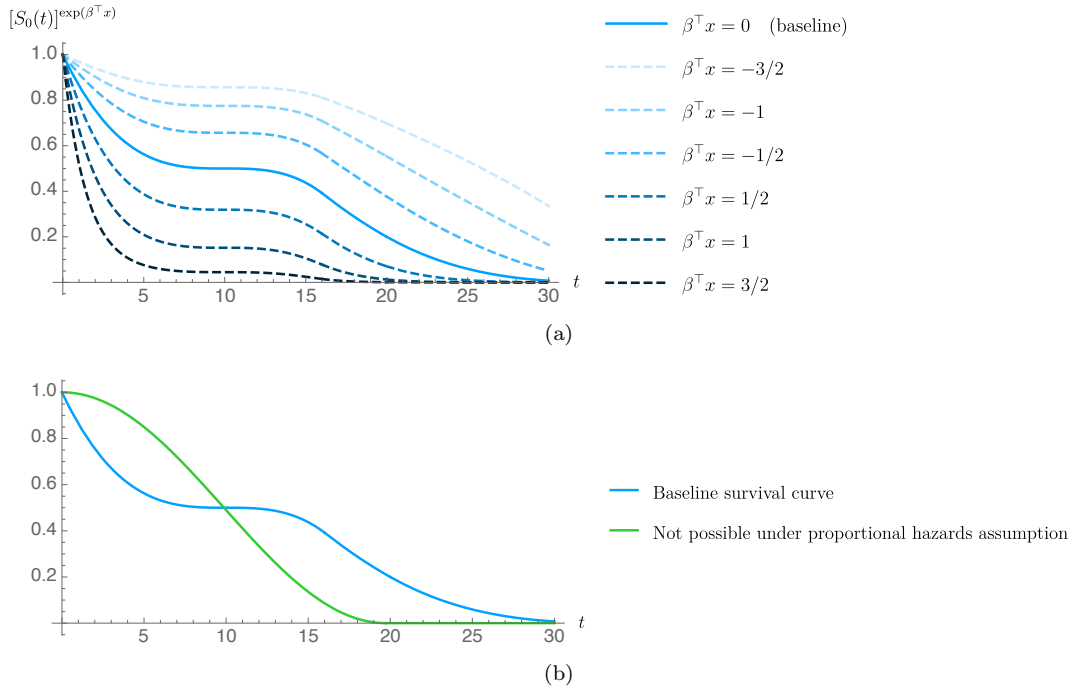 [S₀(t)]^exp(β^⊤x)
1.0
0.8
0.6
0.4
0.2
5 10 15 20 25 30 t
β^⊤x = 0 (baseline)
β^⊤x = −3/2
β^⊤x = −1
β^⊤x = −1/2
β^⊤x = 1/2
β^⊤x = 1
β^⊤x = 3/2
(a)
1.0
0.8
0.6
0.4
0.2
5 10 15 20 25 30 t
Baseline survival curve
Not possible under proportional hazards assumption
(b)